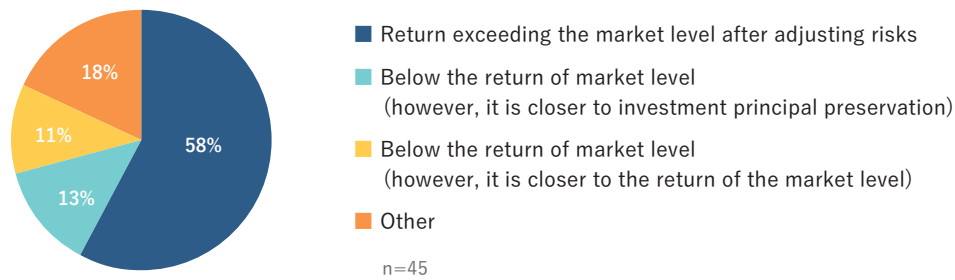 Return exceeding the market level after adjusting risks
Below the return of market level
(however, it is closer to investment principal preservation)
Below the return of market level
(however, it is closer to the return of the market level)
Other
n=45
18%
11%
58%
13%